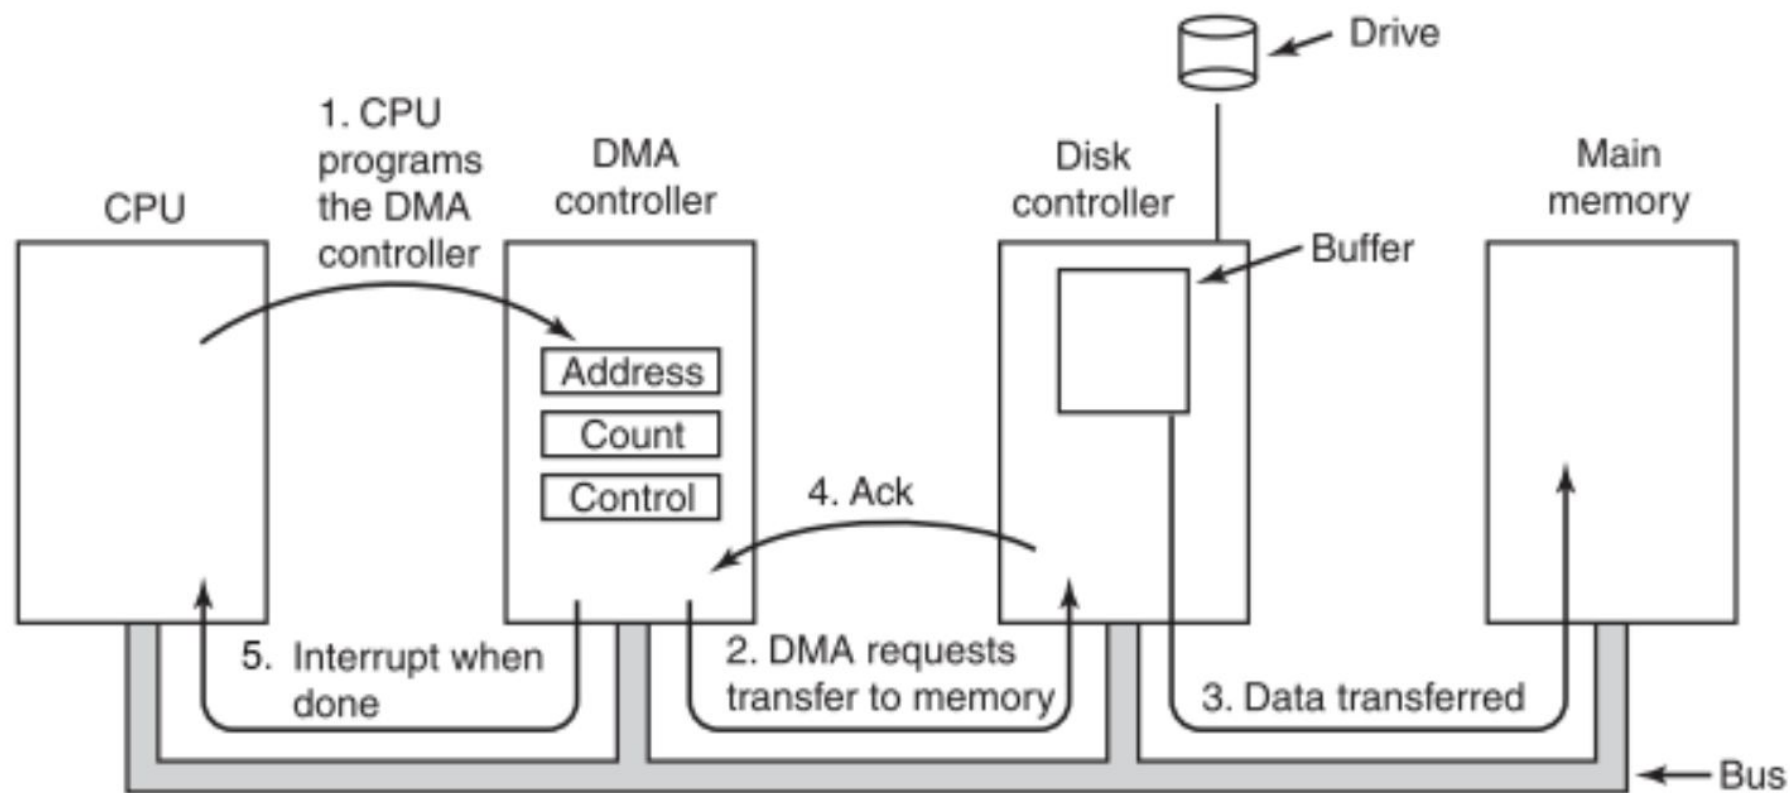 Drive
1. CPU
programs
the DMA
controller
CPU
DMA
controller
Disk
controller
Main
memory
Buffer
Address
Count
Control
4. Ack
5. Interrupt when
done
2. DMA requests
transfer to memory
3. Data transferred
Bus